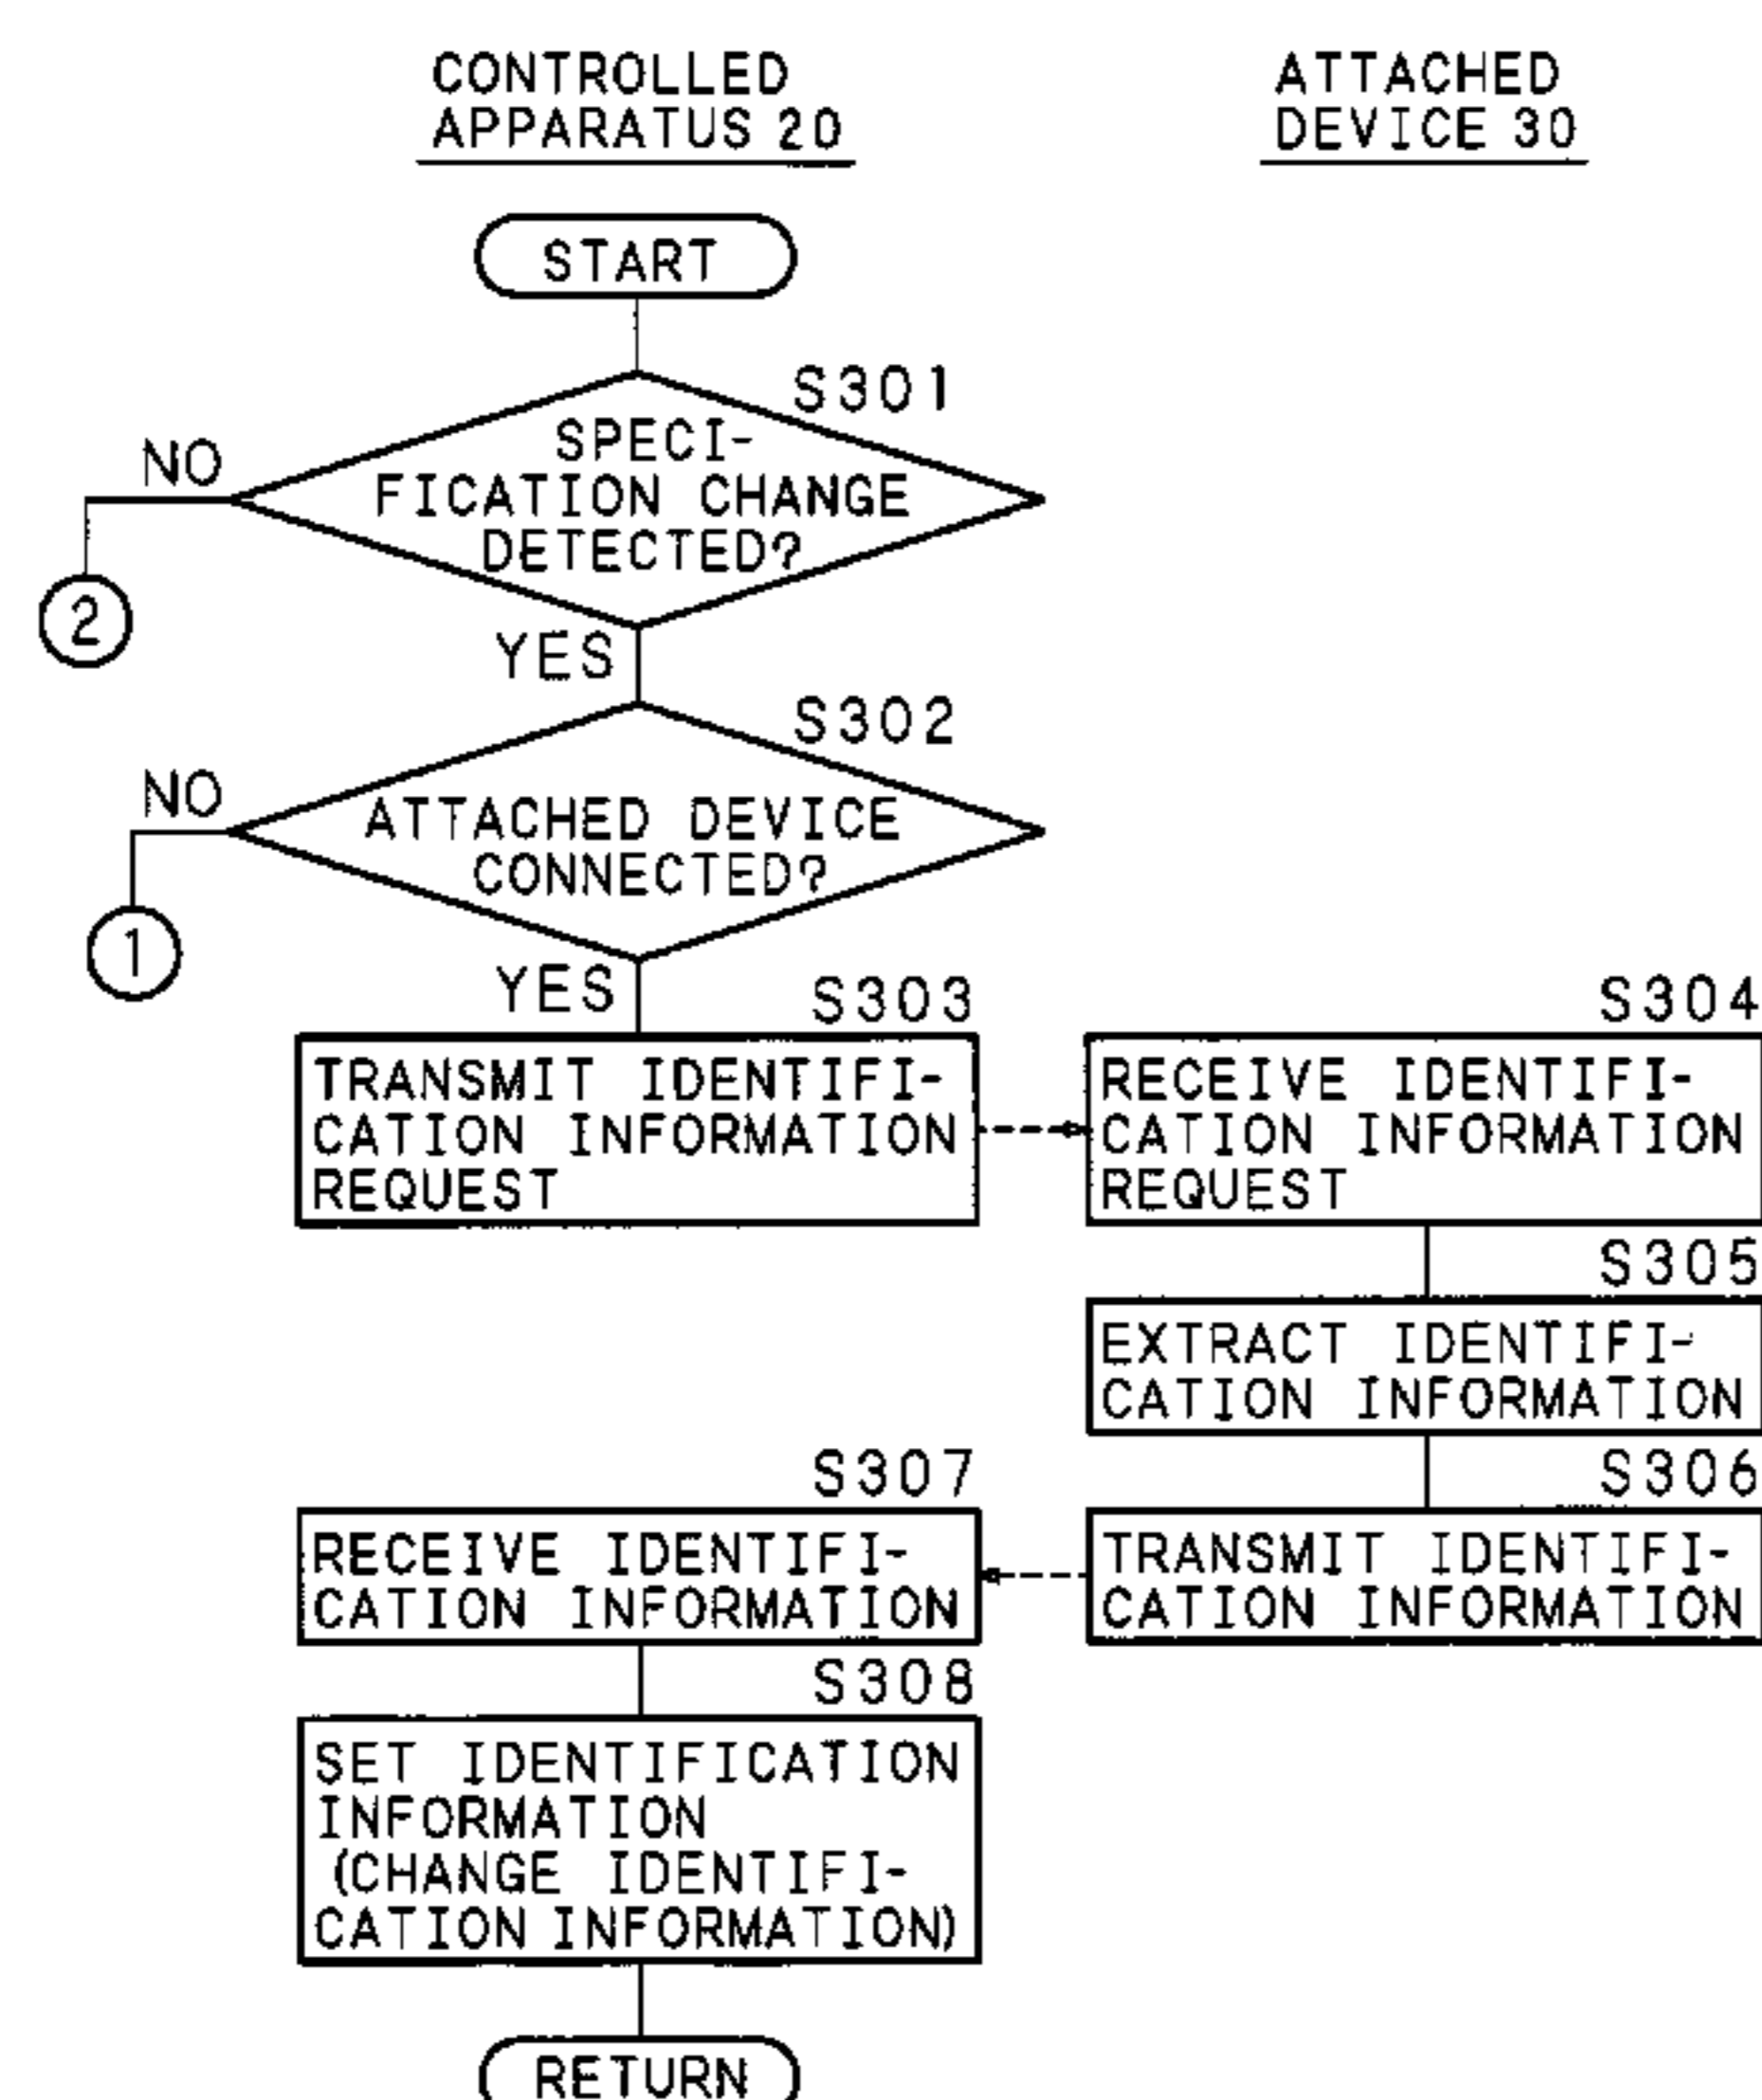 CONTROLLED
APPARATUS 20
ATTACHED
DEVICE 30
START
S301
SPECI-
FICATION CHANGE
DETECTED?
NO
2
YES
S302
ATTACHED DEVICE
CONNECTED?
NO
1
YES
S303
TRANSMIT IDENTIFI-
CATION INFORMATION
REQUEST
S304
RECEIVE IDENTIFI-
CATION INFORMATION
REQUEST
S305
EXTRACT IDENTIFI-
CATION INFORMATION
S306
TRANSMIT IDENTIFI-
CATION INFORMATION
S307
RECEIVE IDENTIFI-
CATION INFORMATION
S308
SET IDENTIFICATION
INFORMATION
(CHANGE IDENTIFI-
CATION INFORMATION)
RETURN